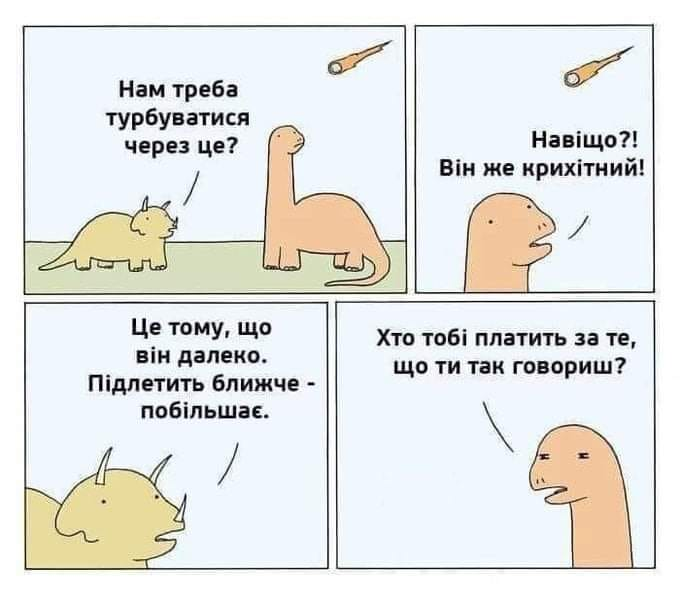 Нам треба
турбуватися
через це?
Навіщо?!
Він же крихітний!
Це тому, що
він далеко.
Підлетить ближче -
побільшає.
Хто тобі платить за те,
що ти так говориш?